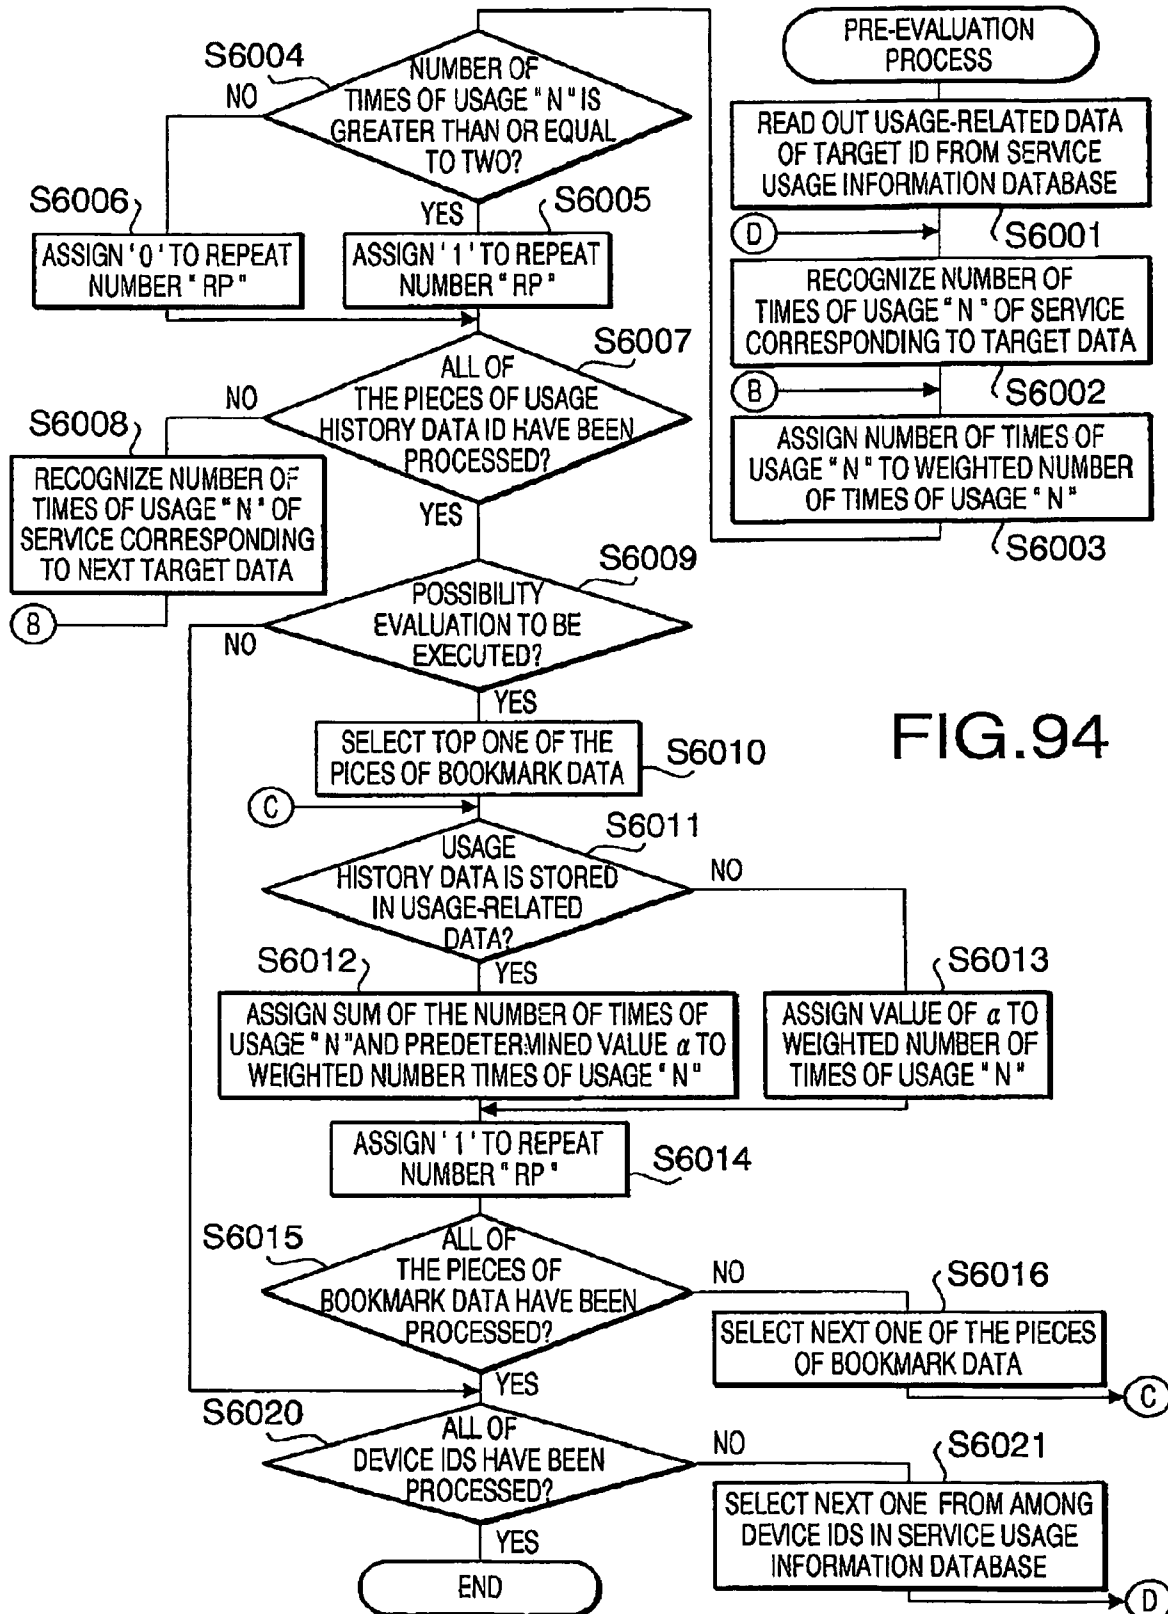 PRE-EVALUATION
PROCESS
READ OUT USAGE-RELATED DATA
OF TARGET ID FROM SERVICE
USAGE INFORMATION DATABASE
S6001
D
RECOGNIZE NUMBER OF
TIMES OF USAGE "N" OF SERVICE
CORRESPONDING TO TARGET DATA
S6002
B
ASSIGN NUMBER OF TIMES OF
USAGE "N" TO WEIGHTED NUMBER
OF TIMES OF USAGE "N"
S6003
S6004
NUMBER OF
TIMES OF USAGE "N" IS
GREATER THAN OR EQUAL
TO TWO?
NO
YES
S6006
ASSIGN '0' TO REPEAT
NUMBER "RP"
S6005
ASSIGN '1' TO REPEAT
NUMBER "RP"
S6007
ALL OF
THE PIECES OF USAGE
HISTORY DATA ID HAVE BEEN
PROCESSED?
NO
YES
S6008
RECOGNIZE NUMBER OF
TIMES OF USAGE "N" OF
SERVICE CORRESPONDING
TO NEXT TARGET DATA
B
S6009
POSSIBILITY
EVALUATION TO BE
EXECUTED?
NO
YES
FIG.94
SELECT TOP ONE OF THE
PICES OF BOOKMARK DATA
S6010
C
S6011
USAGE
HISTORY DATA IS STORED
IN USAGE-RELATED
DATA?
NO
YES
S6012
ASSIGN SUM OF THE NUMBER OF TIMES OF
USAGE "N"AND PREDETERMINED VALUE α TO
WEIGHTED NUMBER TIMES OF USAGE "N"
S6013
ASSIGN VALUE OF α TO
WEIGHTED NUMBER OF
TIMES OF USAGE "N"
ASSIGN '1' TO REPEAT
NUMBER "RP"
S6014
S6015
ALL OF
THE PIECES OF
BOOKMARK DATA HAVE BEEN
PROCESSED?
NO
YES
S6016
SELECT NEXT ONE OF THE PIECES
OF BOOKMARK DATA
C
S6020
ALL OF
DEVICE IDS HAVE BEEN
PROCESSED?
NO
YES
S6021
SELECT NEXT ONE FROM AMONG
DEVICE IDS IN SERVICE USAGE
INFORMATION DATABASE
D
END